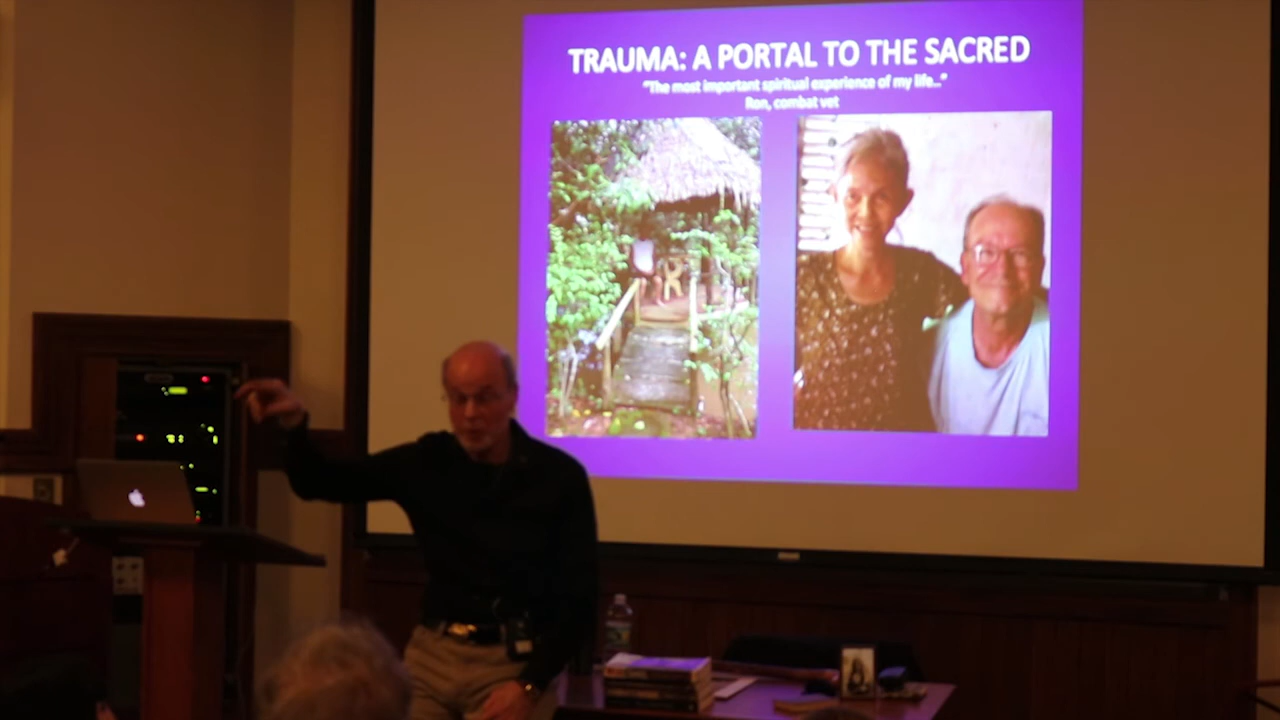 TRAUMA: A PORTAL TO THE SACRED
"The most important spiritual experience of my life..."
Ron, combat vet